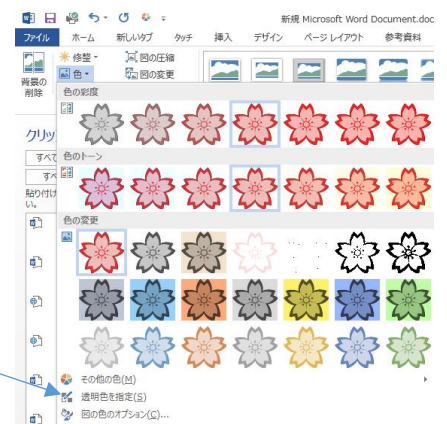 新規 Microsoft Word Document.doc
ファイル ホーム 新しいタブ タッチ 挿入 デザイン ページ レイアウト 参考資料
背景の
削除
修整
図の圧縮
色
図の変更
色の彩度
クリッ
色のトーン
すべて
すべ
貼り付け
い。
色の変更
その他の色(M)
透明色を指定(S)
図の色のオプション(C)...